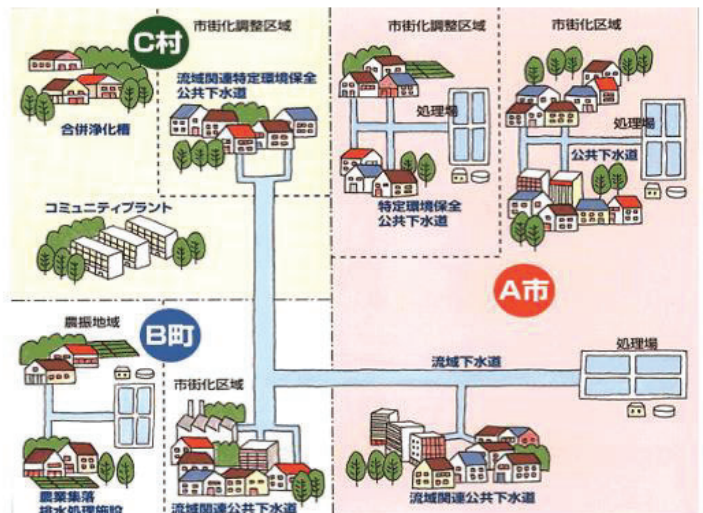 C村
市街化調整区域
流域関連特定環境保全
公共下水道
合併浄化槽
コミュニティプラント
市街化調整区域
処理場
特定環境保全
公共下水道
市街化区域
処理場
公共下水道
A市
農振地域
B町
市街化区域
流域下水道
処理場
農業集落
排水処理施設
流域関連公共下水道
流域関連公共下水道